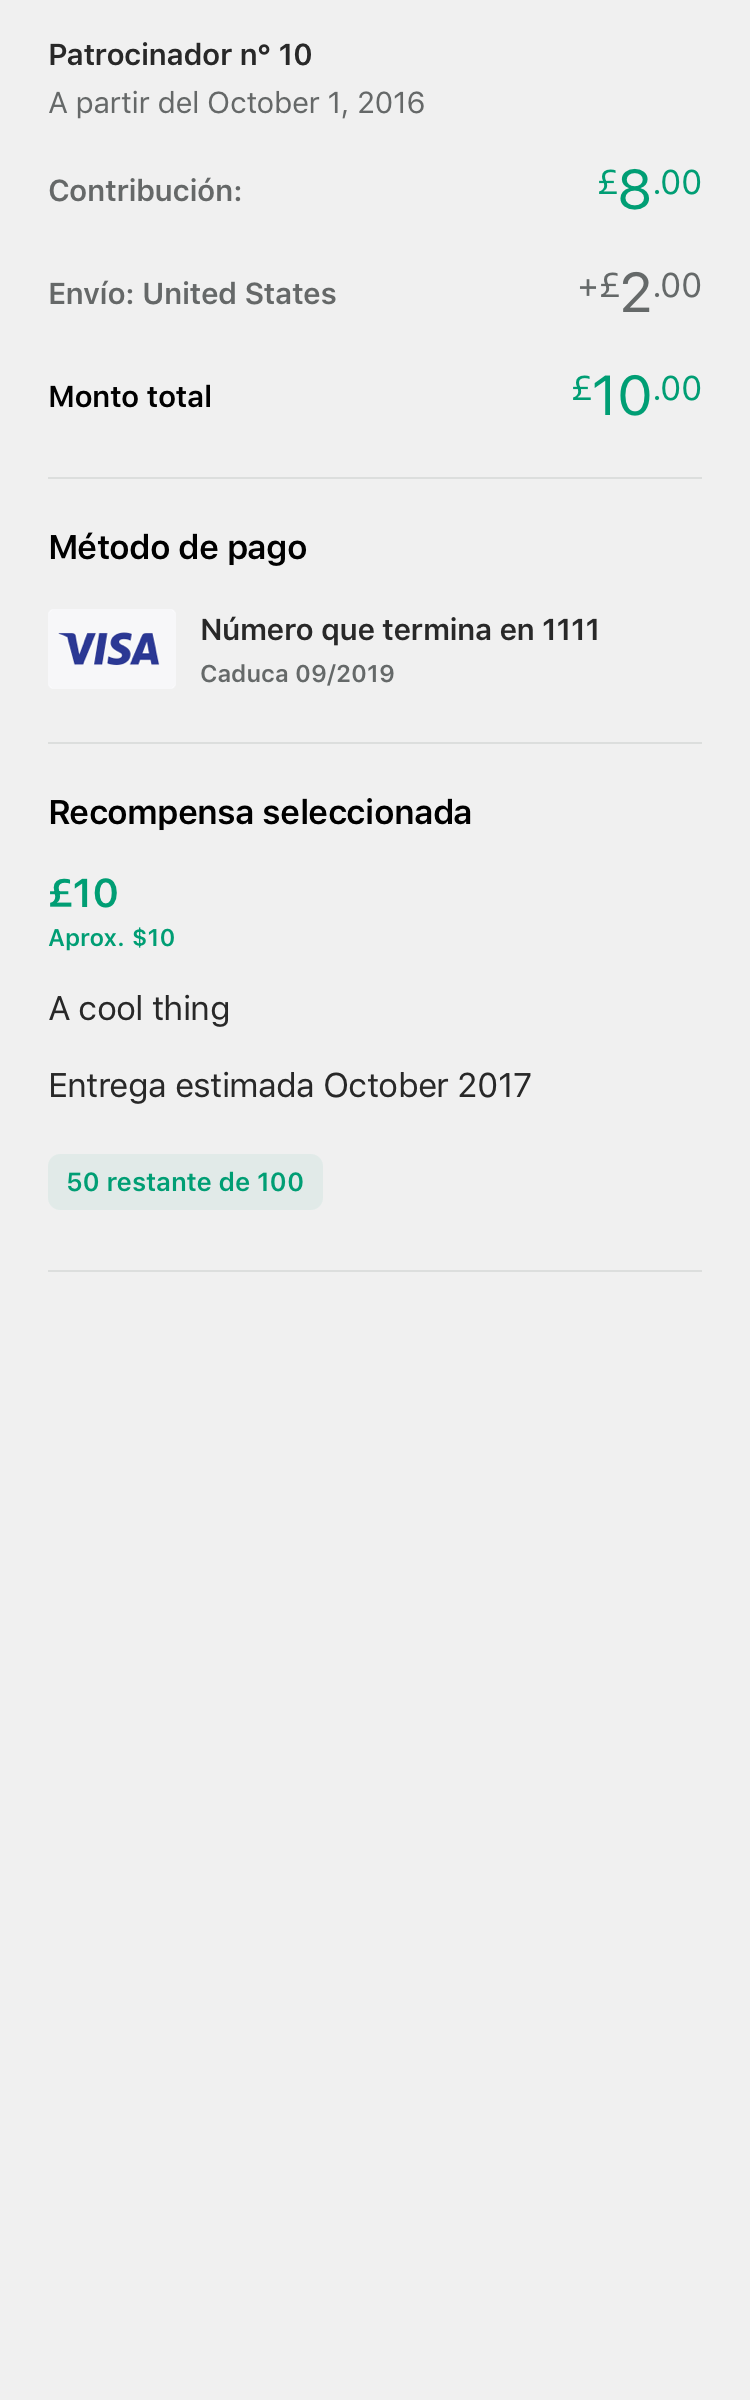 Patrocinador nº 10
A partir del October 1, 2016
Contribución: £8.00
Envío: United States +£2.00
Monto total £10.00
Método de pago
VISA
Número que termina en 1111
Caduca 09/2019
Recompensa seleccionada
£10
Aprox. $10
A cool thing
Entrega estimada October 2017
50 restante de 100